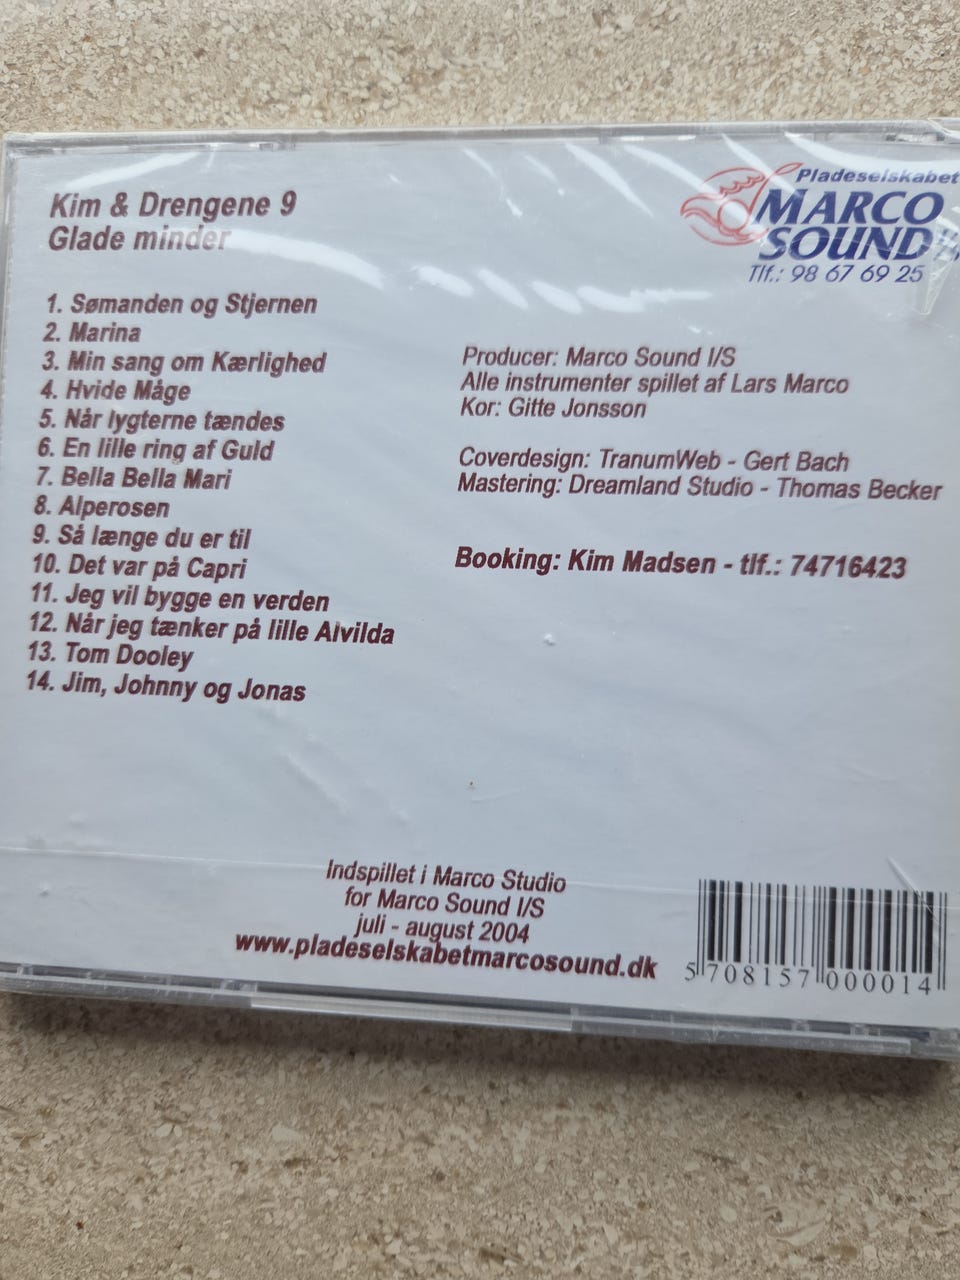 Kim & Drengene 9
Glade minder
Pladeselskabet
MARCO
SOUND
Tlf.: 98 67 69 25
1. Sømanden og Stjernen
2. Marina
3. Min sang om Kærlighed
4. Hvide Måge
5. Når lygterne tændes
6. En lille ring af Guld
7. Bella Bella Mari
8. Alperosen
9. Så længe du er til
10. Det var på Capri
11. Jeg vil bygge en verden
12. Når jeg tænker på lille Alvilda
13. Tom Dooley
14. Jim, Johnny og Jonas
Producer: Marco Sound I/S
Alle instrumenter spillet af Lars Marco
Kor: Gitte Jonsson
Coverdesign: TranumWeb - Gert Bach
Mastering: Dreamland Studio - Thomas Becker
Booking: Kim Madsen - tlf.: 74716423
Indspillet i Marco Studio
for Marco Sound I/S
juli - august 2004
www.pladeselskabetmarcosound.dk
5 708157 000014